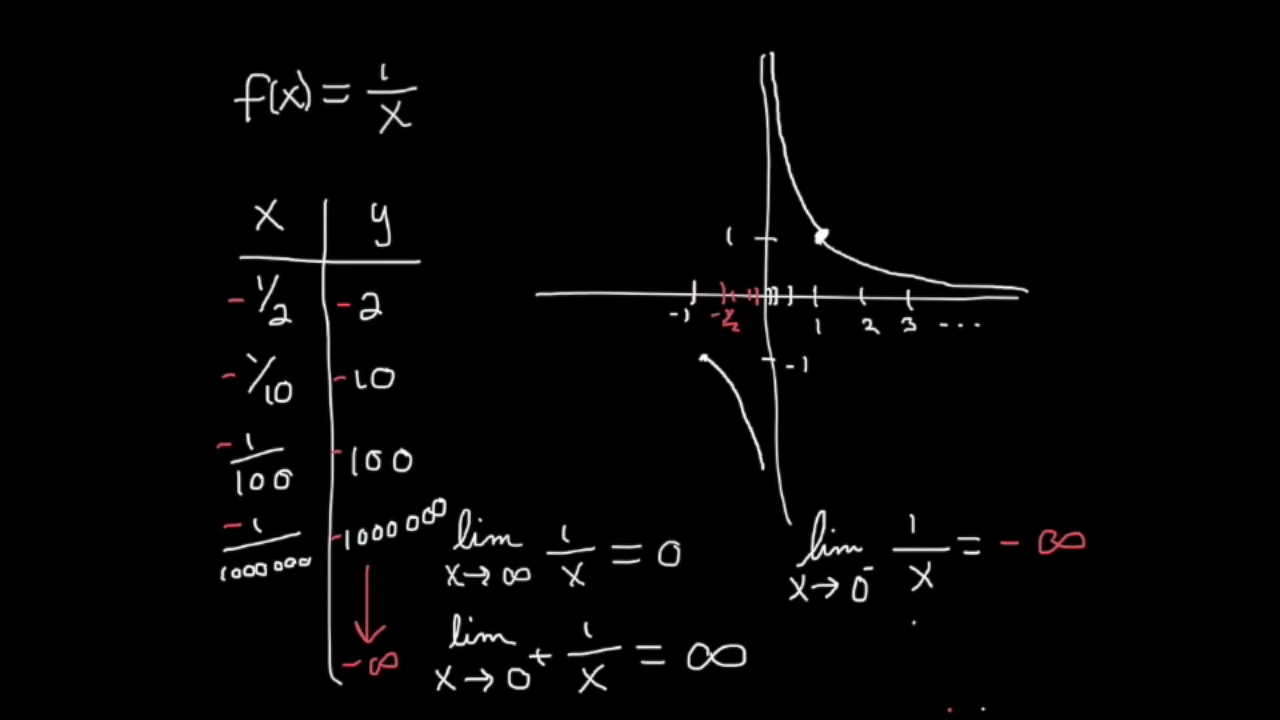 f(x) = 1/x
x | y
-1/2 | -2
-1/10 | -10
-1/100 | -100
-1/1000000 | -1000000
-∞
1
-1 -1/2 1 2 3 ...
-1
lim x→∞ 1/x = 0
lim x→0⁻ 1/x = -∞
lim x→0⁺ 1/x = ∞